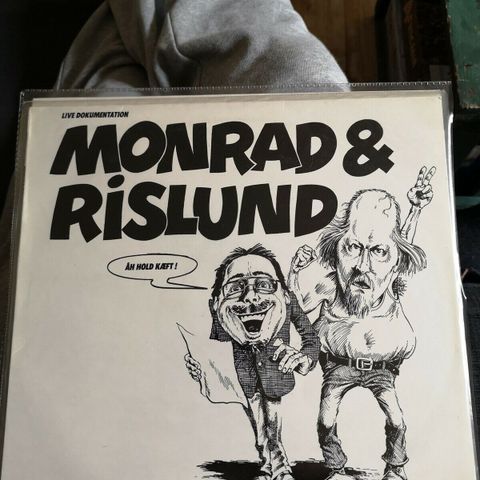 LIVE DOKUMENTATION
MONRAD &
RISLUND
ÅH HOLD KÆFT!